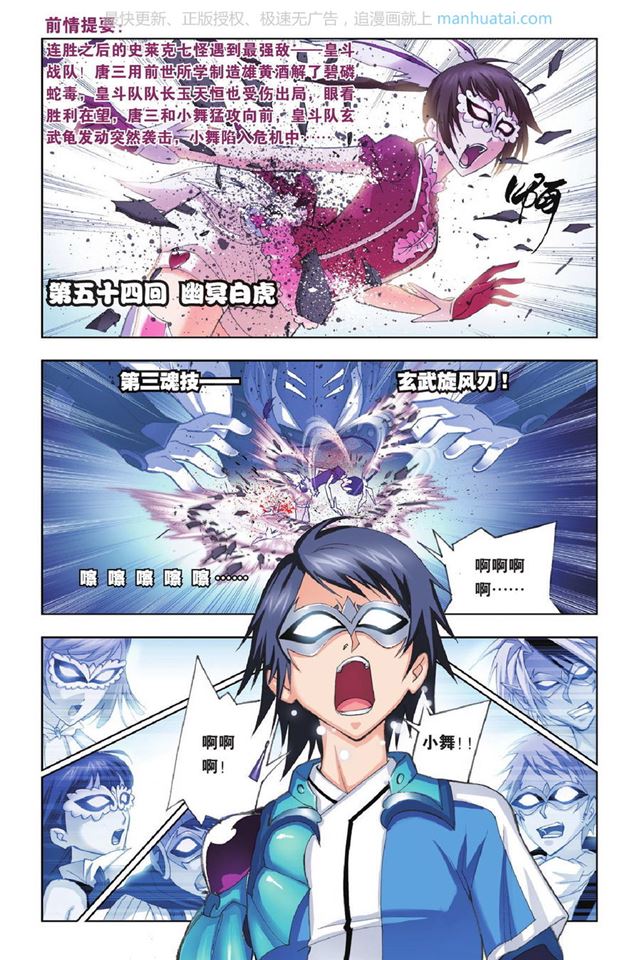 最快更新、正版授权、极速无广告，追漫画就上 manhuatai.com
前情提要：
连胜之后的史莱克七怪遇到最强敌——皇斗
战队！唐三用前世所学制造雄黄酒解了碧磷
蛇毒，皇斗队队长玉天恒也受伤出局，眼看
胜利在望，唐三和小舞猛攻向前，皇斗队玄
武龟发动突然袭击，小舞陷入危机中……
第五十四回 幽冥白虎
第三魂技——
玄武旋风刃！
啊啊啊
啊……
小舞！！
啊啊
啊！